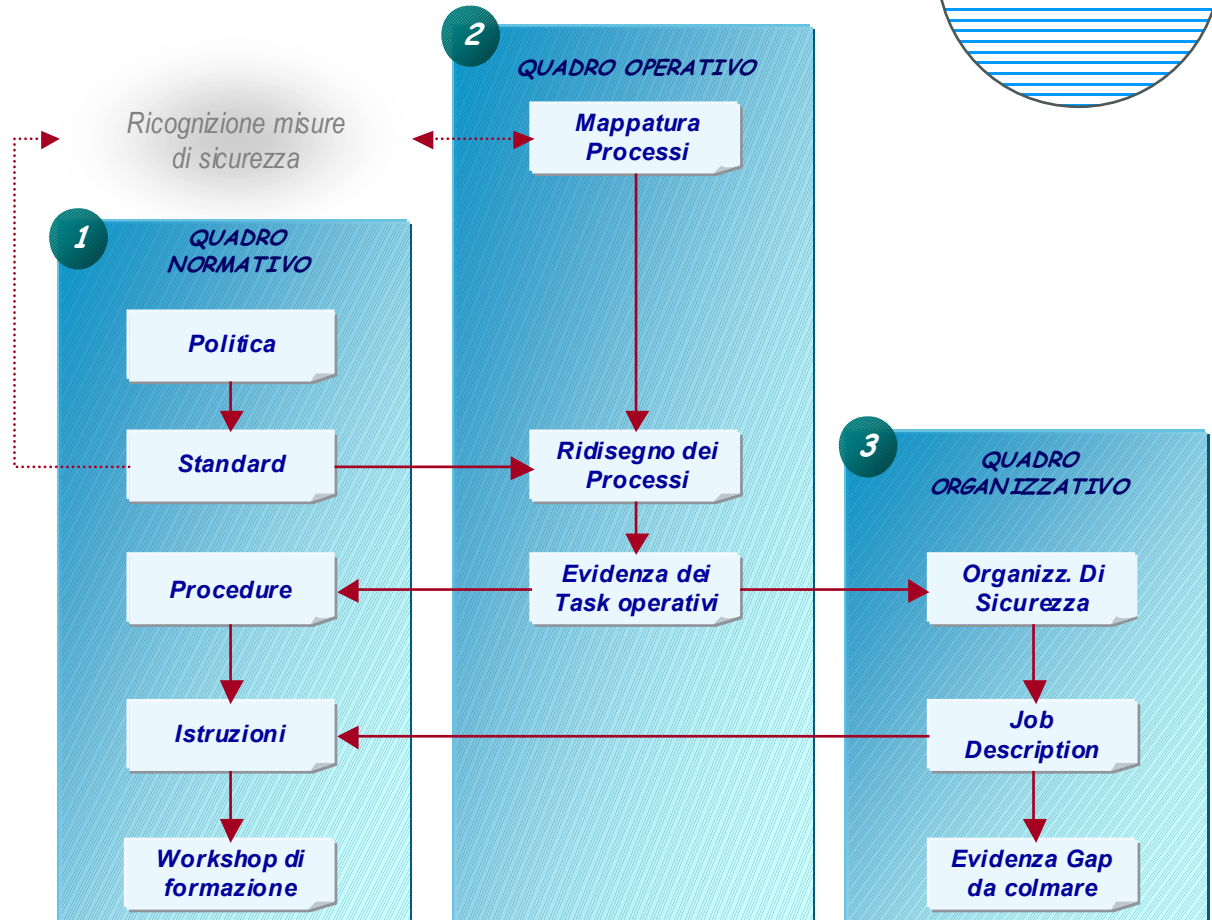 2
QUADRO OPERATIVO
Mappatura
Processi
Ricognizione misure
di sicurezza
1
QUADRO
NORMATIVO
Politica
Standard
Ridisegno dei
Processi
3
QUADRO
ORGANIZZATIVO
Procedure
Evidenza dei
Task operativi
Organizz. Di
Sicurezza
Istruzioni
Job
Description
Workshop di
formazione
Evidenza Gap
da colmare